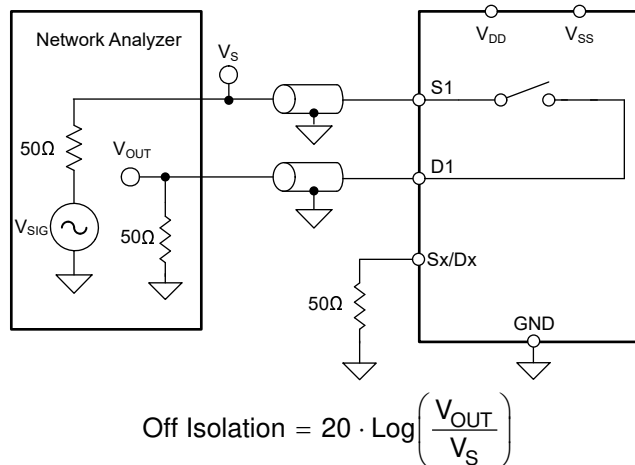 Network Analyzer
V_S
V_DD
V_SS
S1
50Ω
V_OUT
D1
V_SIG
50Ω
Sx/Dx
50Ω
GND
Off Isolation = 20 · Log(V_OUT / V_S)